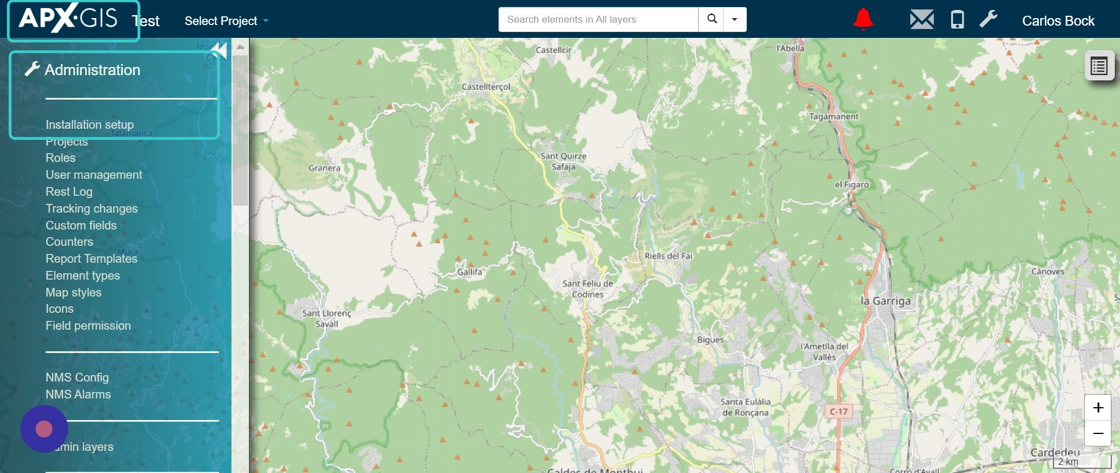 APX·GIS Test Select Project Search elements in All layers Carlos Bock
Administration
Installation setup
Projects
Roles
User management
Rest Log
Tracking changes
Custom fields
Counters
Report Templates
Element types
Map styles
Icons
Field permission
NMS Config
NMS Alarms
dmin layers
l'Abella
Castellcir
Castellterçol
Tagamanent
Sant Quirze
Safaja
Granera
el Figaro
Riells del Fai
Gallifa
Cànoves
Sant Feliu de
Codines
la Garriga
Sant Llorenç
Savall
Bigues
l'Ametlla del
Vallès
Santa Eulàlia
de Ronçana
C-17
+
−
Cardedeu
2 km
Caldes de Montbui
Corró d'Avall